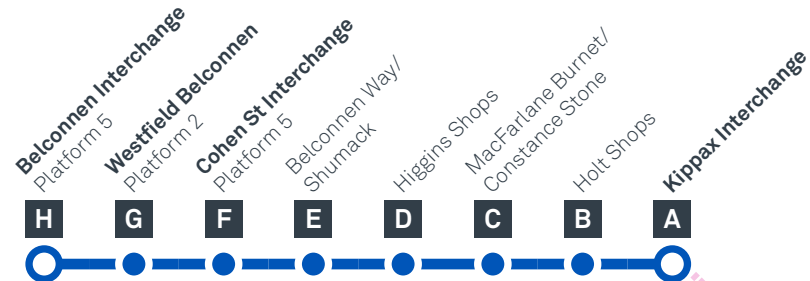 Belconnen Interchange
Platform 5
Westfield Belconnen
Platform 2
Cohen St Interchange
Platform 5
Belconnen Way/
Shumack
Higgins Shops
MacFarlane Burnet/
Constance Stone
Holt Shops
Kippax Interchange
H G F E D C B A